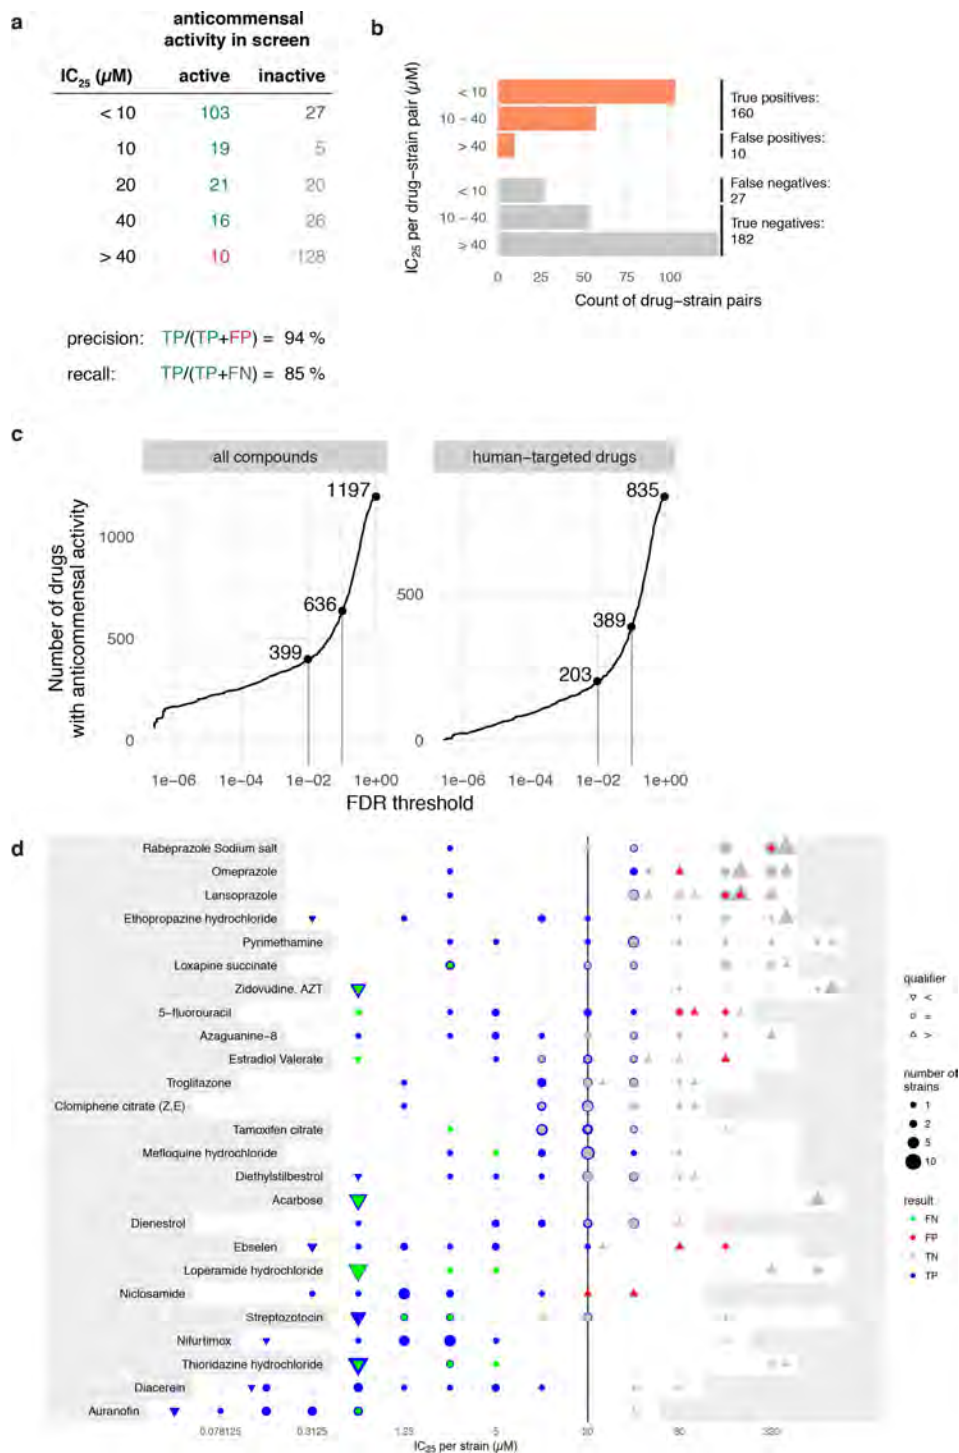 a
anticommensal
activity in screen
IC25 (µM) active inactive
< 10 103 27
10 19 5
20 21 20
40 16 26
> 40 10 128
precision: TP/(TP+FP) = 94 %
recall: TP/(TP+FN) = 85 %
b
IC25 per drug−strain pair (µM)
< 10
10 − 40
> 40
< 10
10 − 40
> 40
True positives:
160
False positives:
10
False negatives:
27
True negatives:
182
0 25 50 75 100
Count of drug−strain pairs
c
all compounds human−targeted drugs
Number of drugs
with anticommensal activity
1197
636
399
1000
500
0
835
389
203
500
0
1e−06 1e−04 1e−02 1e+00 1e−06 1e−04 1e−02 1e+00
FDR threshold
d
Rabeprazole Sodium salt
Omeprazole
Lansoprazole
Ethopropazine hydrochloride
Pyrimethamine
Loxapine succinate
Zidovudine, AZT
5−fluorouracil
Azaguanine−8
Estradiol Valerate
Troglitazone
Clomiphene citrate (Z,E)
Tamoxifen citrate
Mefloquine hydrochloride
Diethylstilbestrol
Acarbose
Dienestrol
Ebselen
Loperamide hydrochloride
Niclosamide
Streptozotocin
Nifurtimox
Thioridazine hydrochloride
Diacerein
Auranofin
0.078125 0.3125 1.25 5 20 80 320
IC25 per strain (µM)
qualifier
<
=
>
number of
strains
1
2
5
10
result
FN
FP
TN
TP